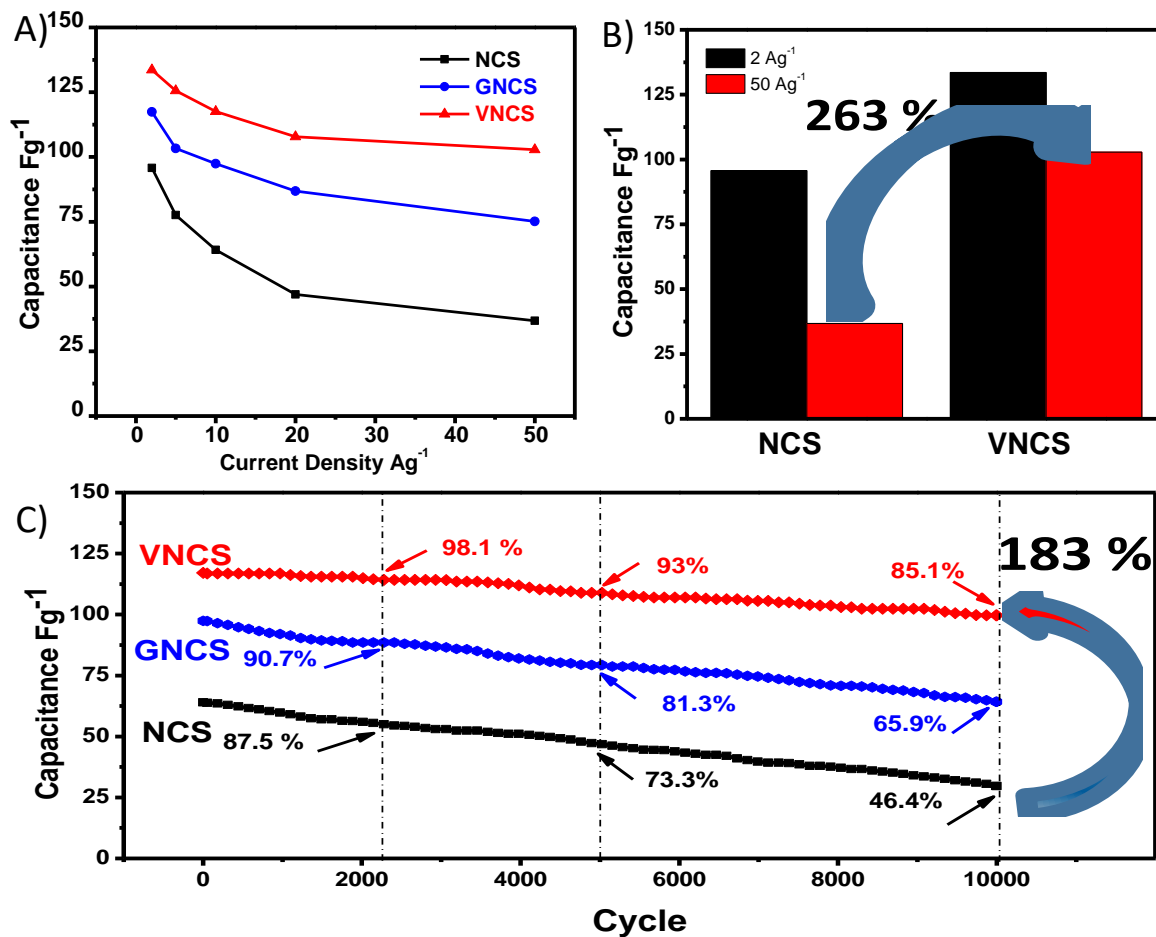 A)
150
125
100
75
50
25
0
Capacitance Fg⁻¹
NCS
GNCS
VNCS
0 10 20 30 40 50
Current Density Ag⁻¹
B)
150
125
100
75
50
25
0
Capacitance Fg⁻¹
2 Ag⁻¹
50 Ag⁻¹
263 %
NCS VNCS
C)
150
125
100
75
50
25
0
Capacitance Fg⁻¹
VNCS
98.1 %
93%
85.1%
183 %
GNCS
90.7%
81.3%
65.9%
NCS
87.5 %
73.3%
46.4%
0 2000 4000 6000 8000 10000
Cycle